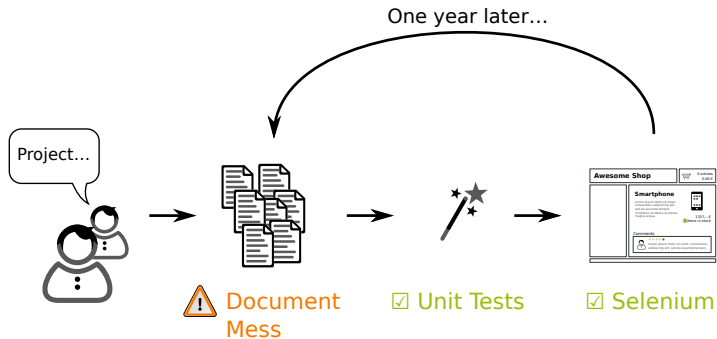 One year later…
Project…
Awesome Shop
Smartphone
Comments
Document
Mess
☑ Unit Tests
☑ Selenium